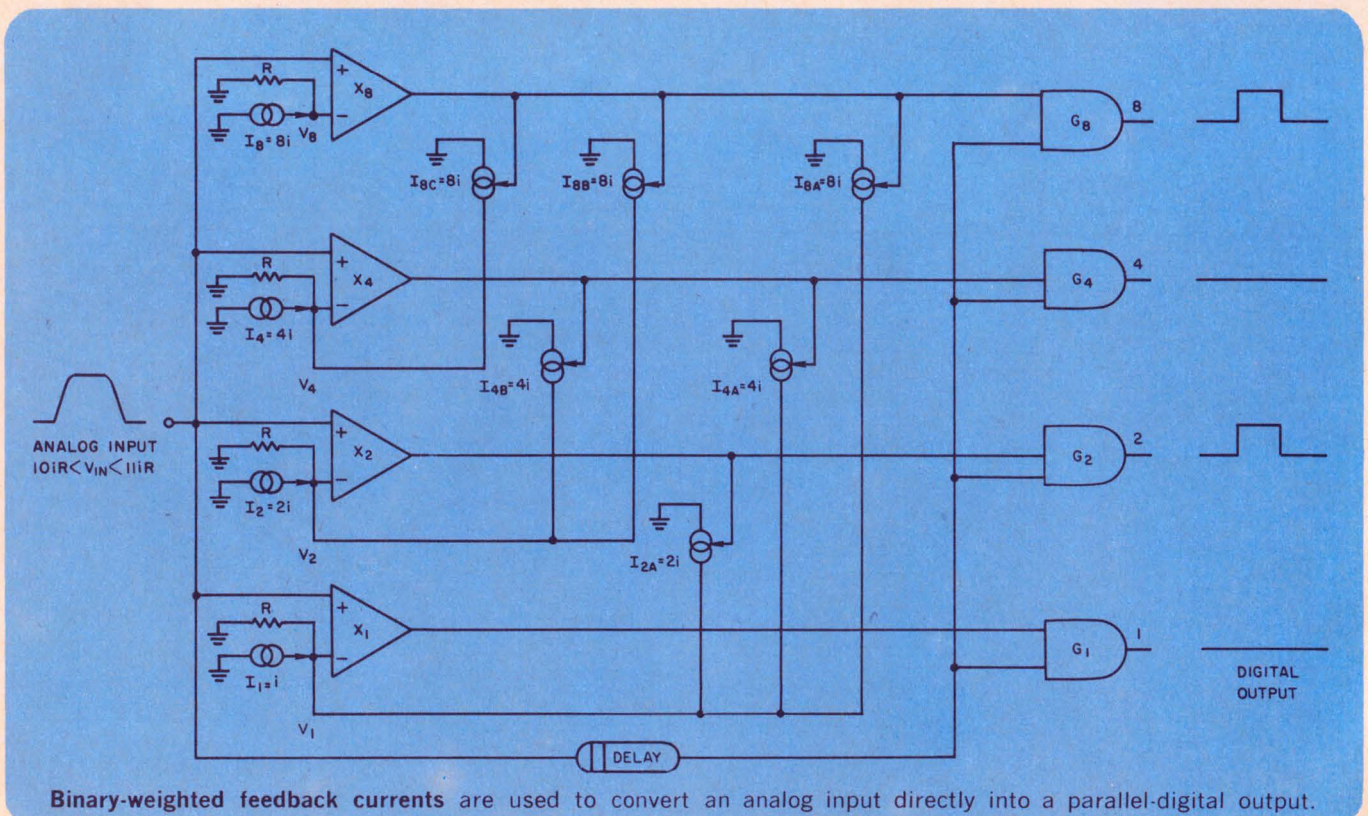 R
+
X8
-
I8=8i
V8
8
G8
I8C=8i
I8B=8i
I8A=8i
R
+
X4
-
I4=4i
V4
4
G4
I4B=4i
I4A=4i
ANALOG INPUT
10iR<VIN<11iR
R
+
X2
-
I2=2i
V2
2
G2
I2A=2i
R
+
X1
-
I1=i
V1
1
G1
DIGITAL
OUTPUT
DELAY
Binary-weighted feedback currents are used to convert an analog input directly into a parallel-digital output.